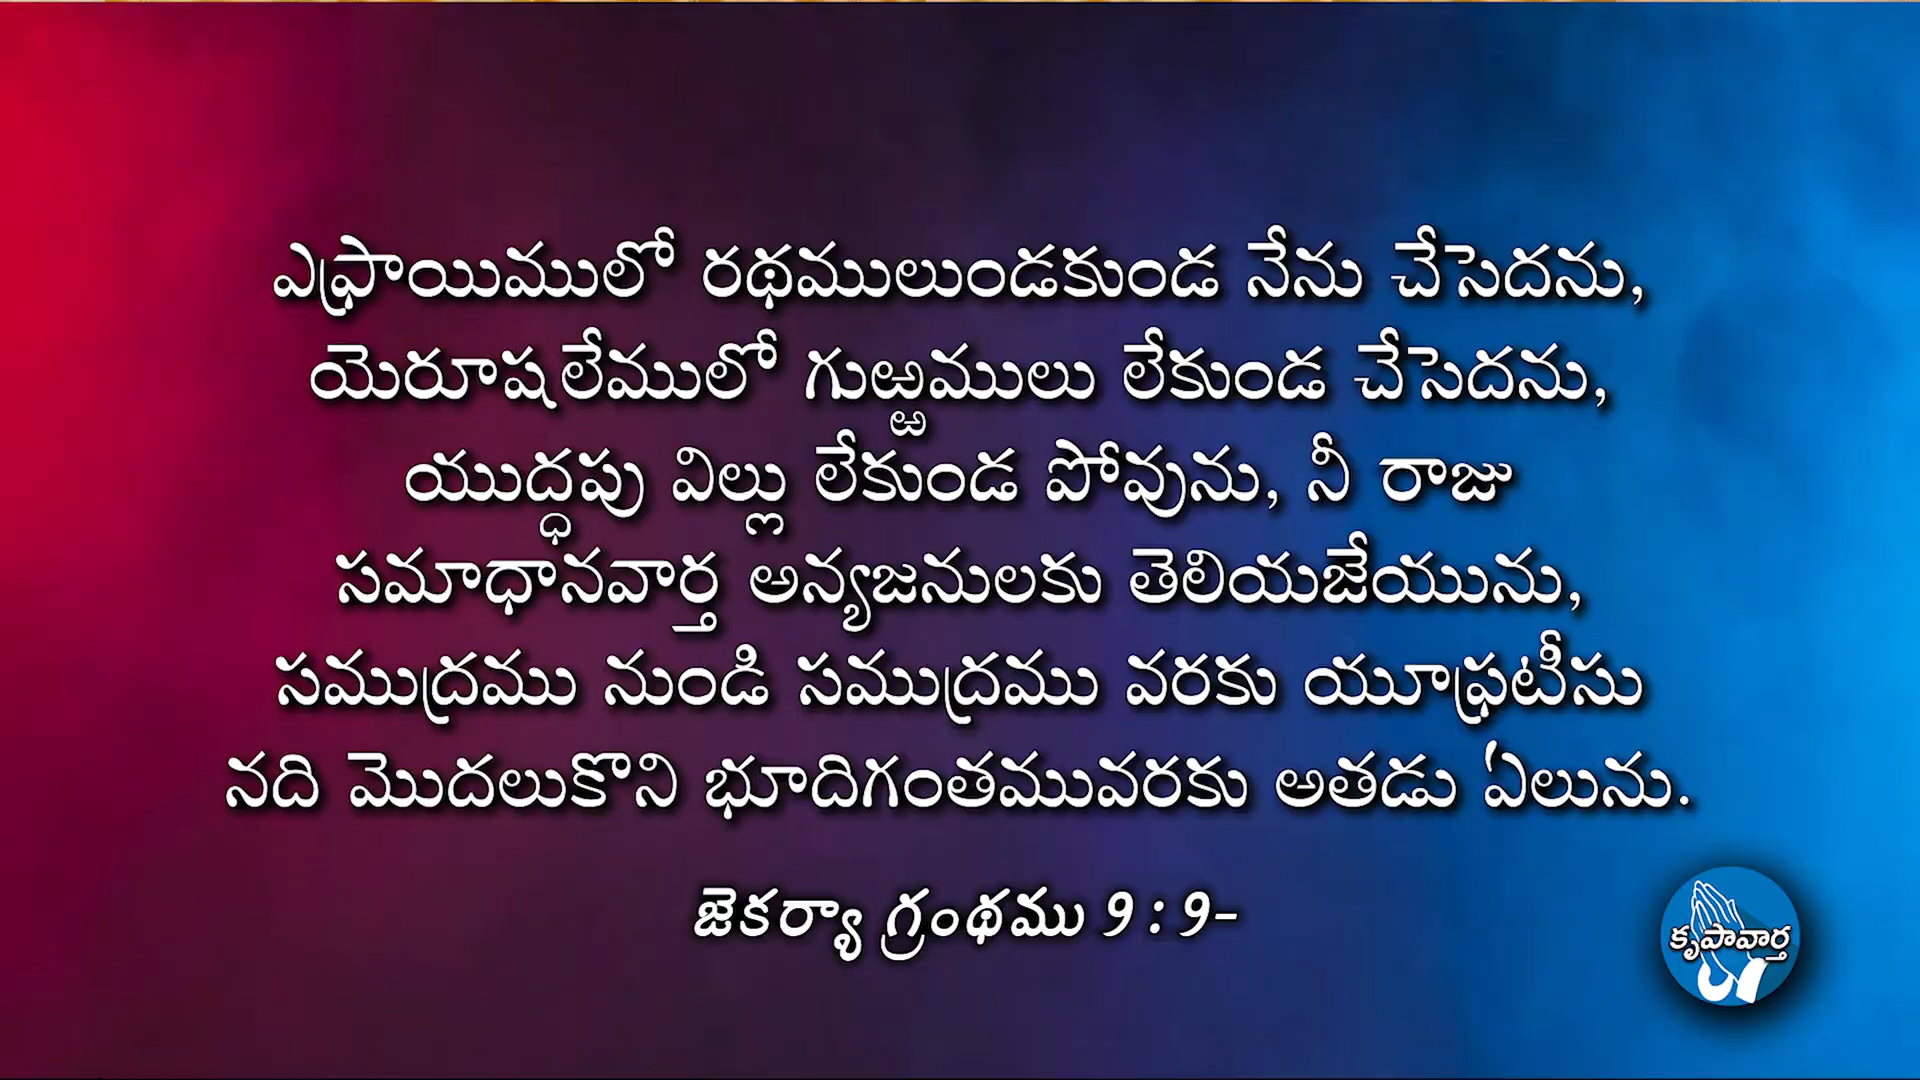 ఎఫ్రాయిములో రథములుండకుండ నేను చేసెదను,
యెరూషలేములో గుఱ్ఱములు లేకుండ చేసెదను,
యుద్ధపు విల్లు లేకుండ పోవును, నీ రాజు
సమాధానవార్త అన్యజనులకు తెలియజేయును,
సముద్రము నుండి సముద్రము వరకు యూఫ్రటీసు
నది మొదలుకొని భూదిగంతమువరకు అతడు ఏలును.
జెకర్యా గ్రంథము 9 : 9-
కృపావార్త